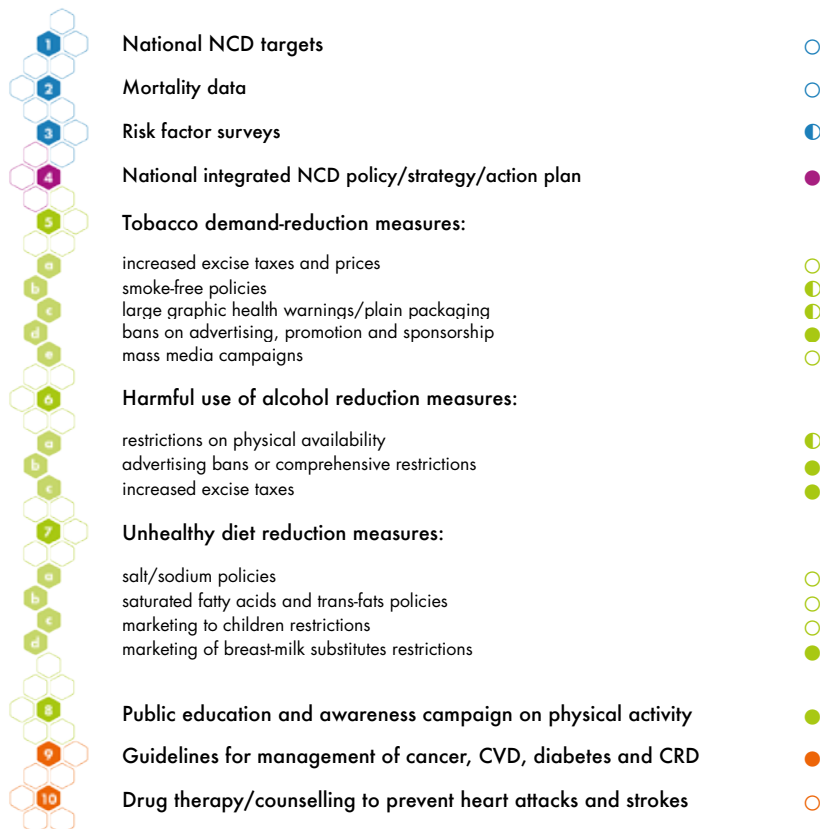 1 National NCD targets
2 Mortality data
3 Risk factor surveys
4 National integrated NCD policy/strategy/action plan
5 Tobacco demand-reduction measures:
a increased excise taxes and prices
b smoke-free policies
c large graphic health warnings/plain packaging
d bans on advertising, promotion and sponsorship
e mass media campaigns
6 Harmful use of alcohol reduction measures:
a restrictions on physical availability
b advertising bans or comprehensive restrictions
c increased excise taxes
7 Unhealthy diet reduction measures:
a salt/sodium policies
b saturated fatty acids and trans-fats policies
c marketing to children restrictions
d marketing of breast-milk substitutes restrictions
8 Public education and awareness campaign on physical activity
9 Guidelines for management of cancer, CVD, diabetes and CRD
10 Drug therapy/counselling to prevent heart attacks and strokes